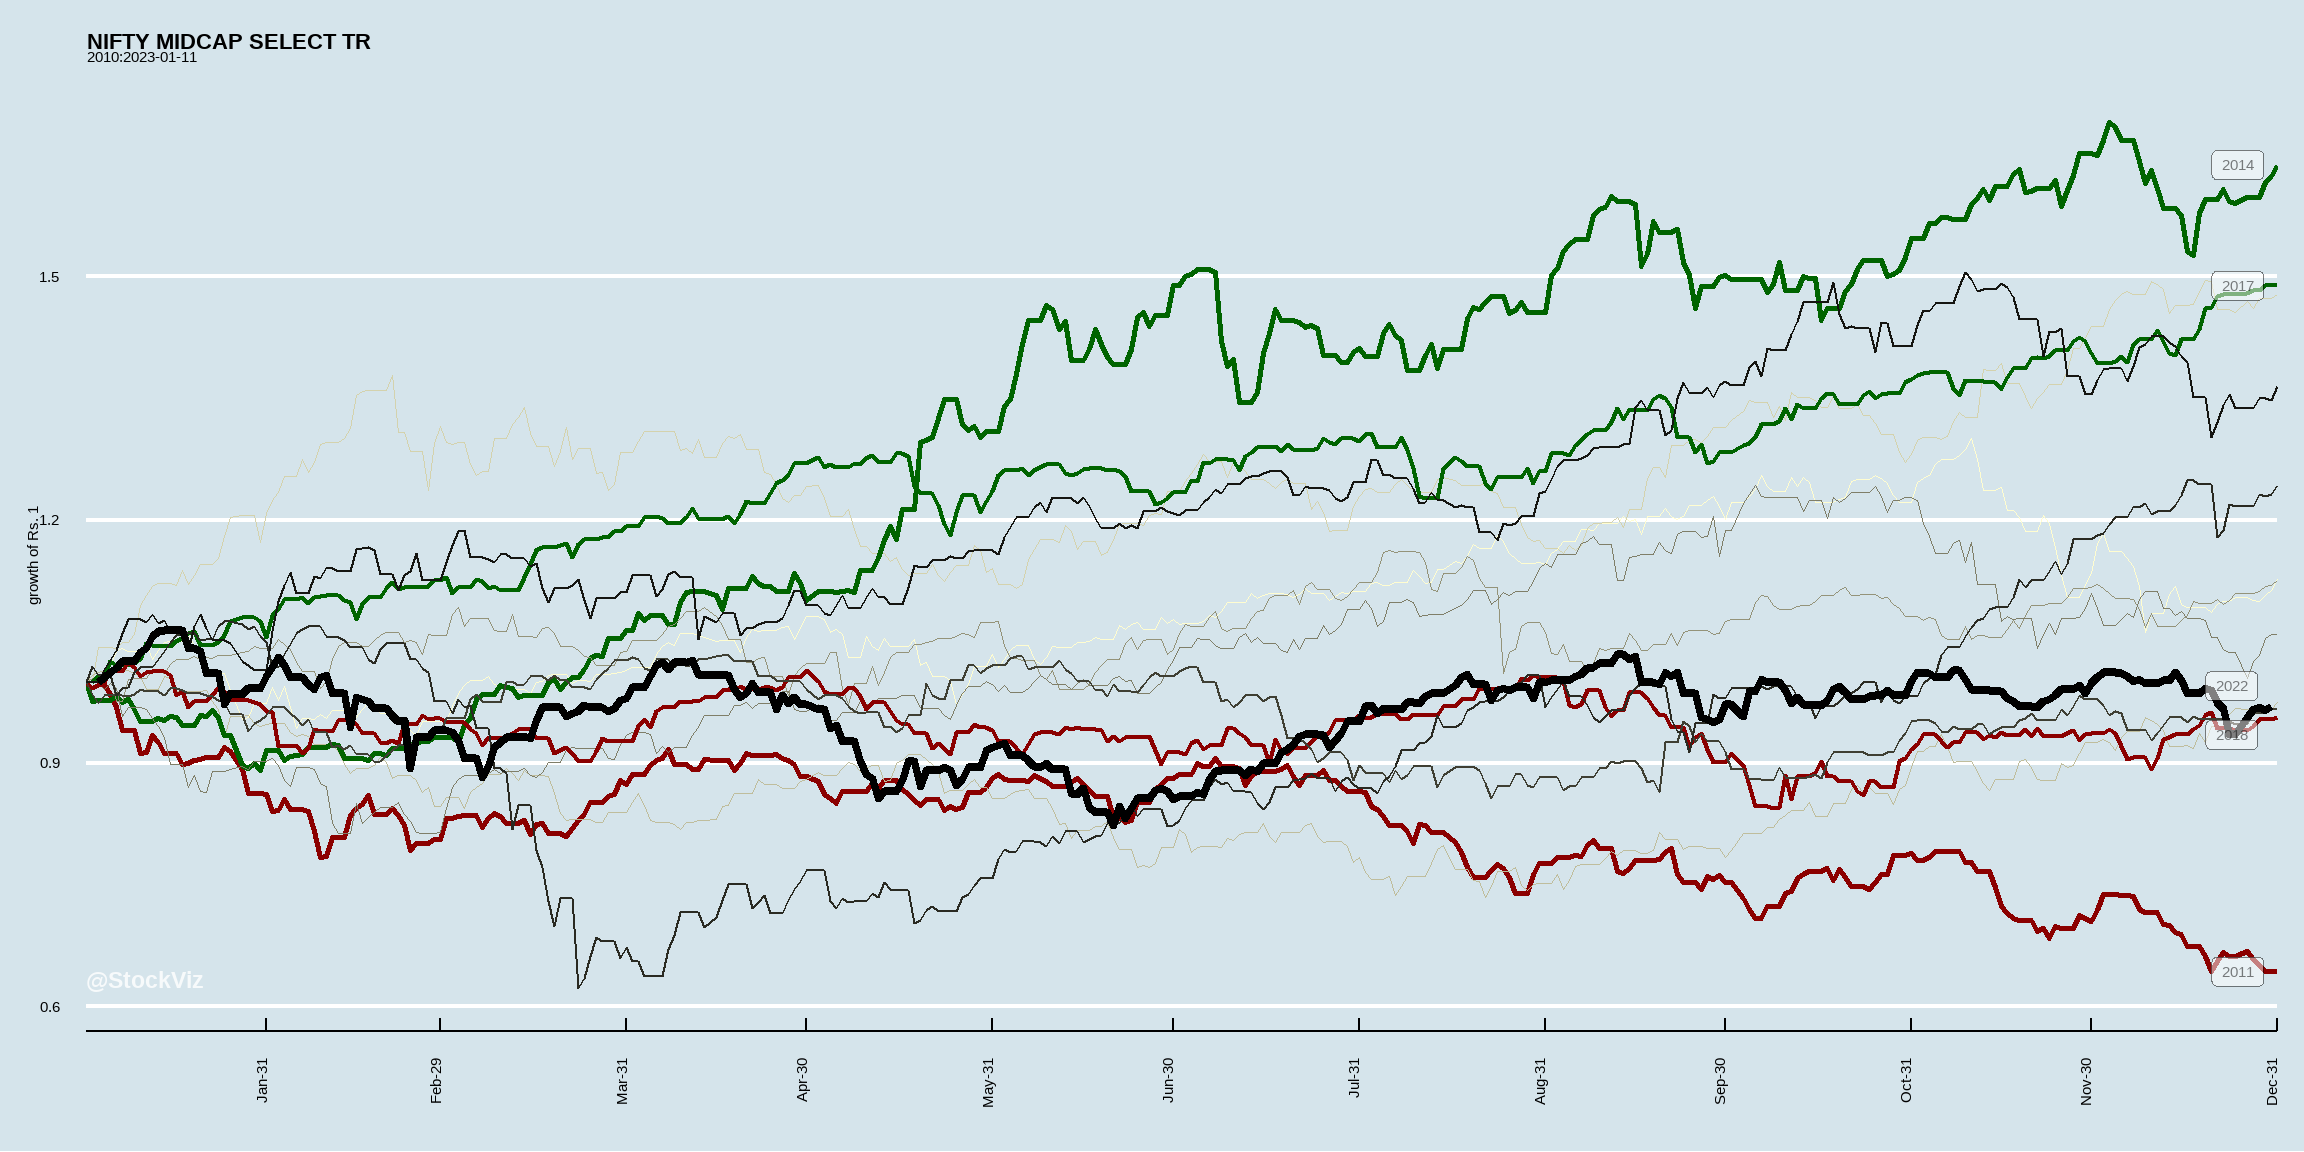 NIFTY MIDCAP SELECT TR
2010:2023-01-11
growth of Rs. 1
1.5
1.2
0.9
0.6
2014
2017
2022
2018
2011
@StockViz
Jan-31
Feb-29
Mar-31
Apr-30
May-31
Jun-30
Jul-31
Aug-31
Sep-30
Oct-31
Nov-30
Dec-31